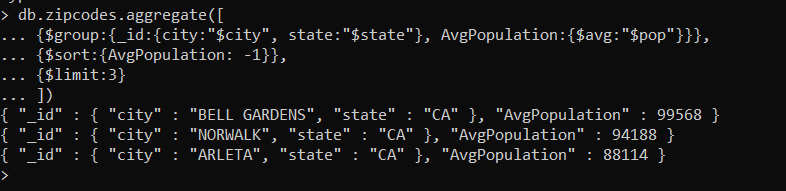 > db.zipcodes.aggregate([
... {$group:{_id:{city:"$city", state:"$state"}, AvgPopulation:{$avg:"$pop"}}},
... {$sort:{AvgPopulation: -1}},
... {$limit:3}
... ])
{ "_id" : { "city" : "BELL GARDENS", "state" : "CA" }, "AvgPopulation" : 99568 }
{ "_id" : { "city" : "NORWALK", "state" : "CA" }, "AvgPopulation" : 94188 }
{ "_id" : { "city" : "ARLETA", "state" : "CA" }, "AvgPopulation" : 88114 }
>